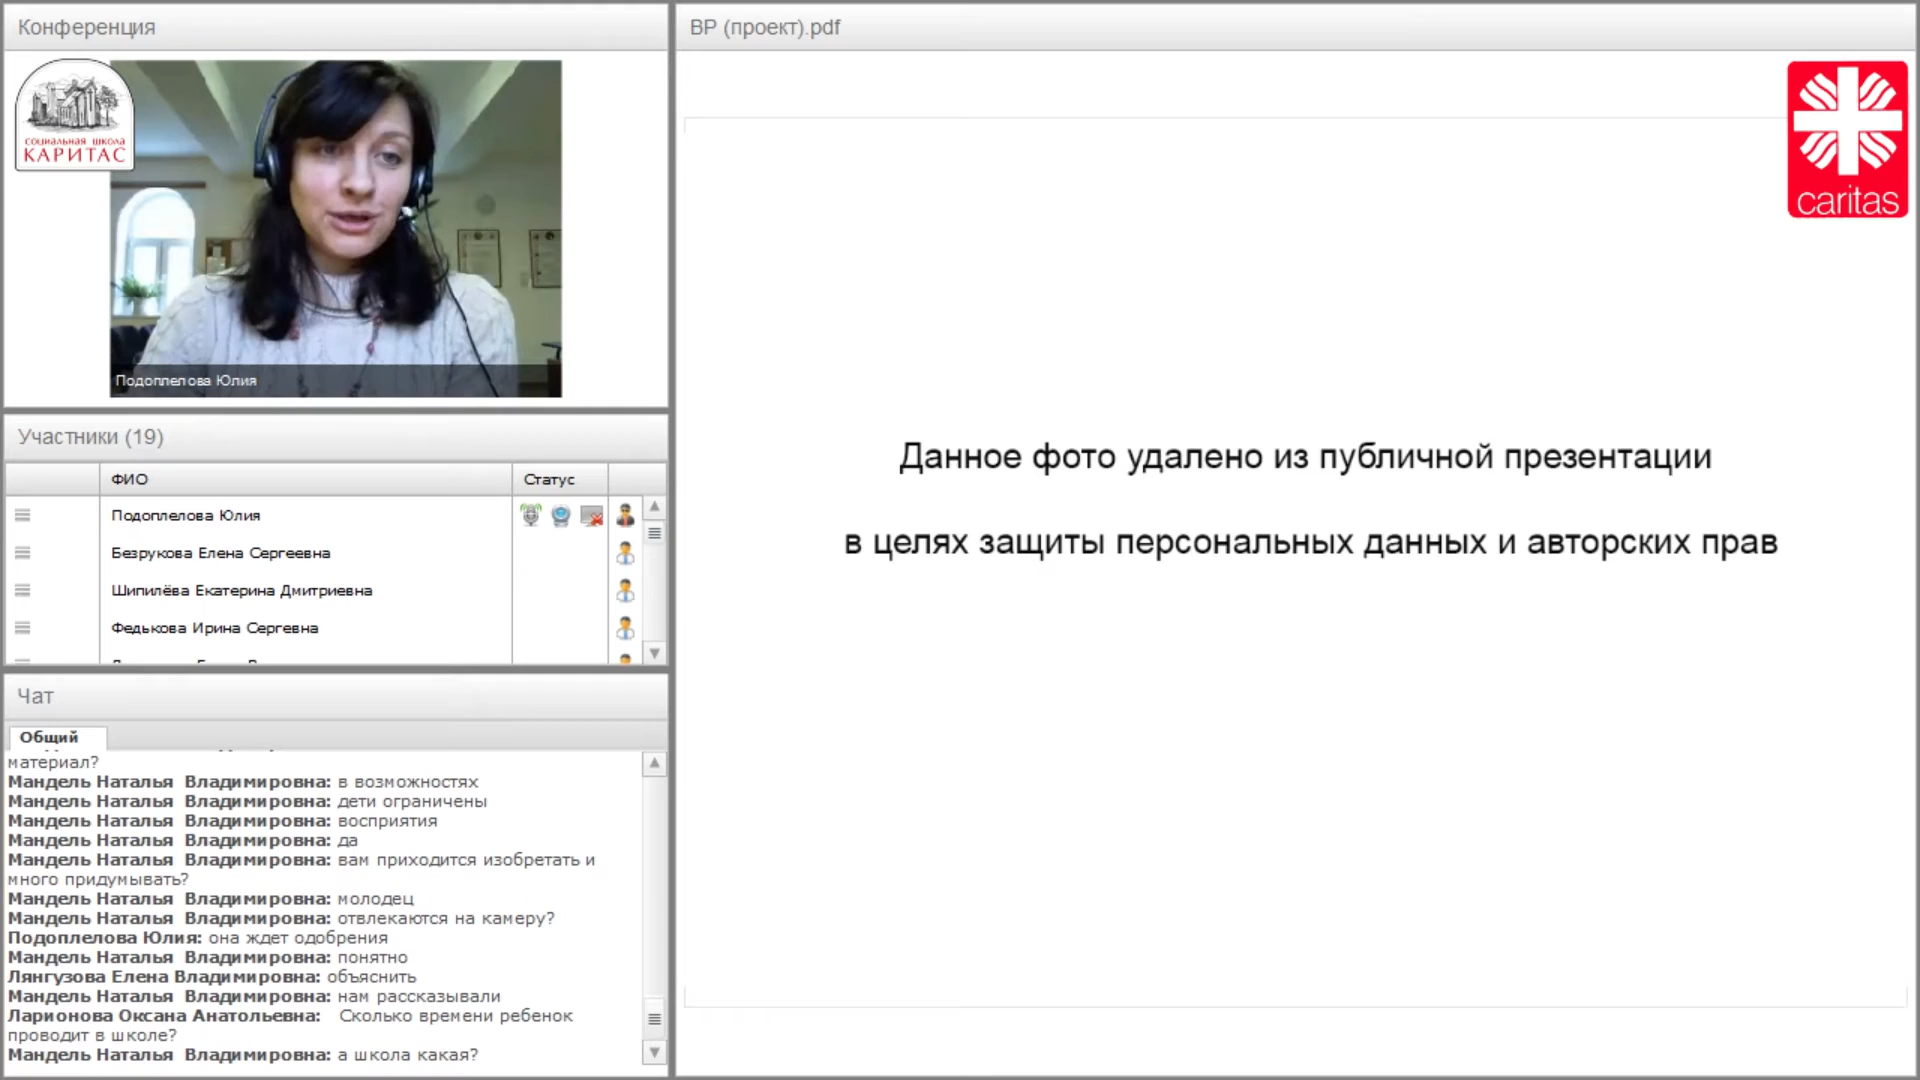 Конференция
СОЦИАЛЬНАЯ ШКОЛА
КАРИТАС
Подоплелова Юлия
Участники (19)
ФИО
Статус
Подоплелова Юлия
Безрукова Елена Сергеевна
Шипилёва Екатерина Дмитриевна
Федькова Ирина Сергевна
Чат
Общий
материал?
Мандель Наталья Владимировна: в возможностях
Мандель Наталья Владимировна: дети ограничены
Мандель Наталья Владимировна: восприятия
Мандель Наталья Владимировна: да
Мандель Наталья Владимировна: вам приходится изобретать и
много придумывать?
Мандель Наталья Владимировна: молодец
Мандель Наталья Владимировна: отвлекаются на камеру?
Подоплелова Юлия: она ждет одобрения
Мандель Наталья Владимировна: понятно
Лянгузова Елена Владимировна: объяснить
Мандель Наталья Владимировна: нам рассказывали
Ларионова Оксана Анатольевна: Сколько времени ребенок
проводит в школе?
Мандель Наталья Владимировна: а школа какая?
ВР (проект).pdf
caritas
Данное фото удалено из публичной презентации
в целях защиты персональных данных и авторских прав